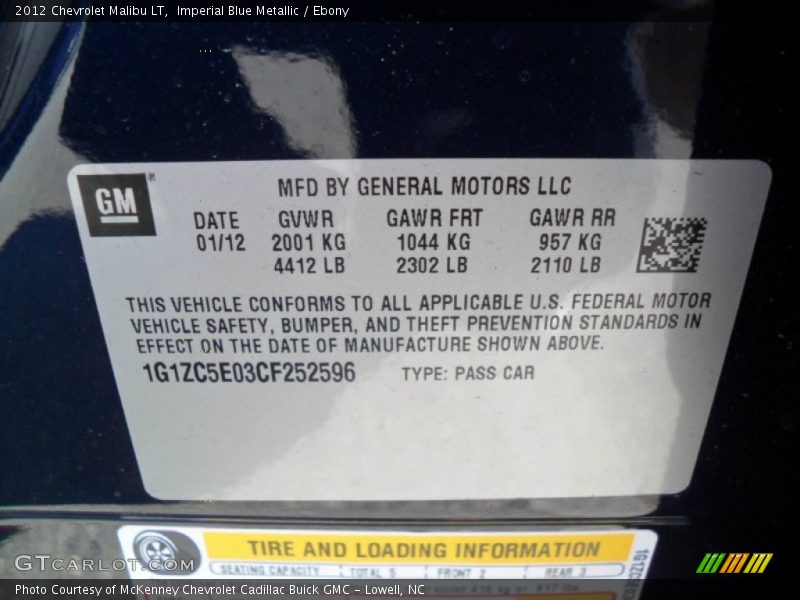 2012 Chevrolet Malibu LT, Imperial Blue Metallic / Ebony
GM ®
MFD BY GENERAL MOTORS LLC
DATE GVWR GAWR FRT GAWR RR
01/12 2001 KG 1044 KG 957 KG
4412 LB 2302 LB 2110 LB
THIS VEHICLE CONFORMS TO ALL APPLICABLE U.S. FEDERAL MOTOR
VEHICLE SAFETY, BUMPER, AND THEFT PREVENTION STANDARDS IN
EFFECT ON THE DATE OF MANUFACTURE SHOWN ABOVE.
1G1ZC5E03CF252596 TYPE: PASS CAR
TIRE AND LOADING INFORMATION
SEATING CAPACITY TOTAL 5 FRONT 2 REAR 3
GTCARLOT.COM
Photo Courtesy of McKenney Chevrolet Cadillac Buick GMC – Lowell, NC